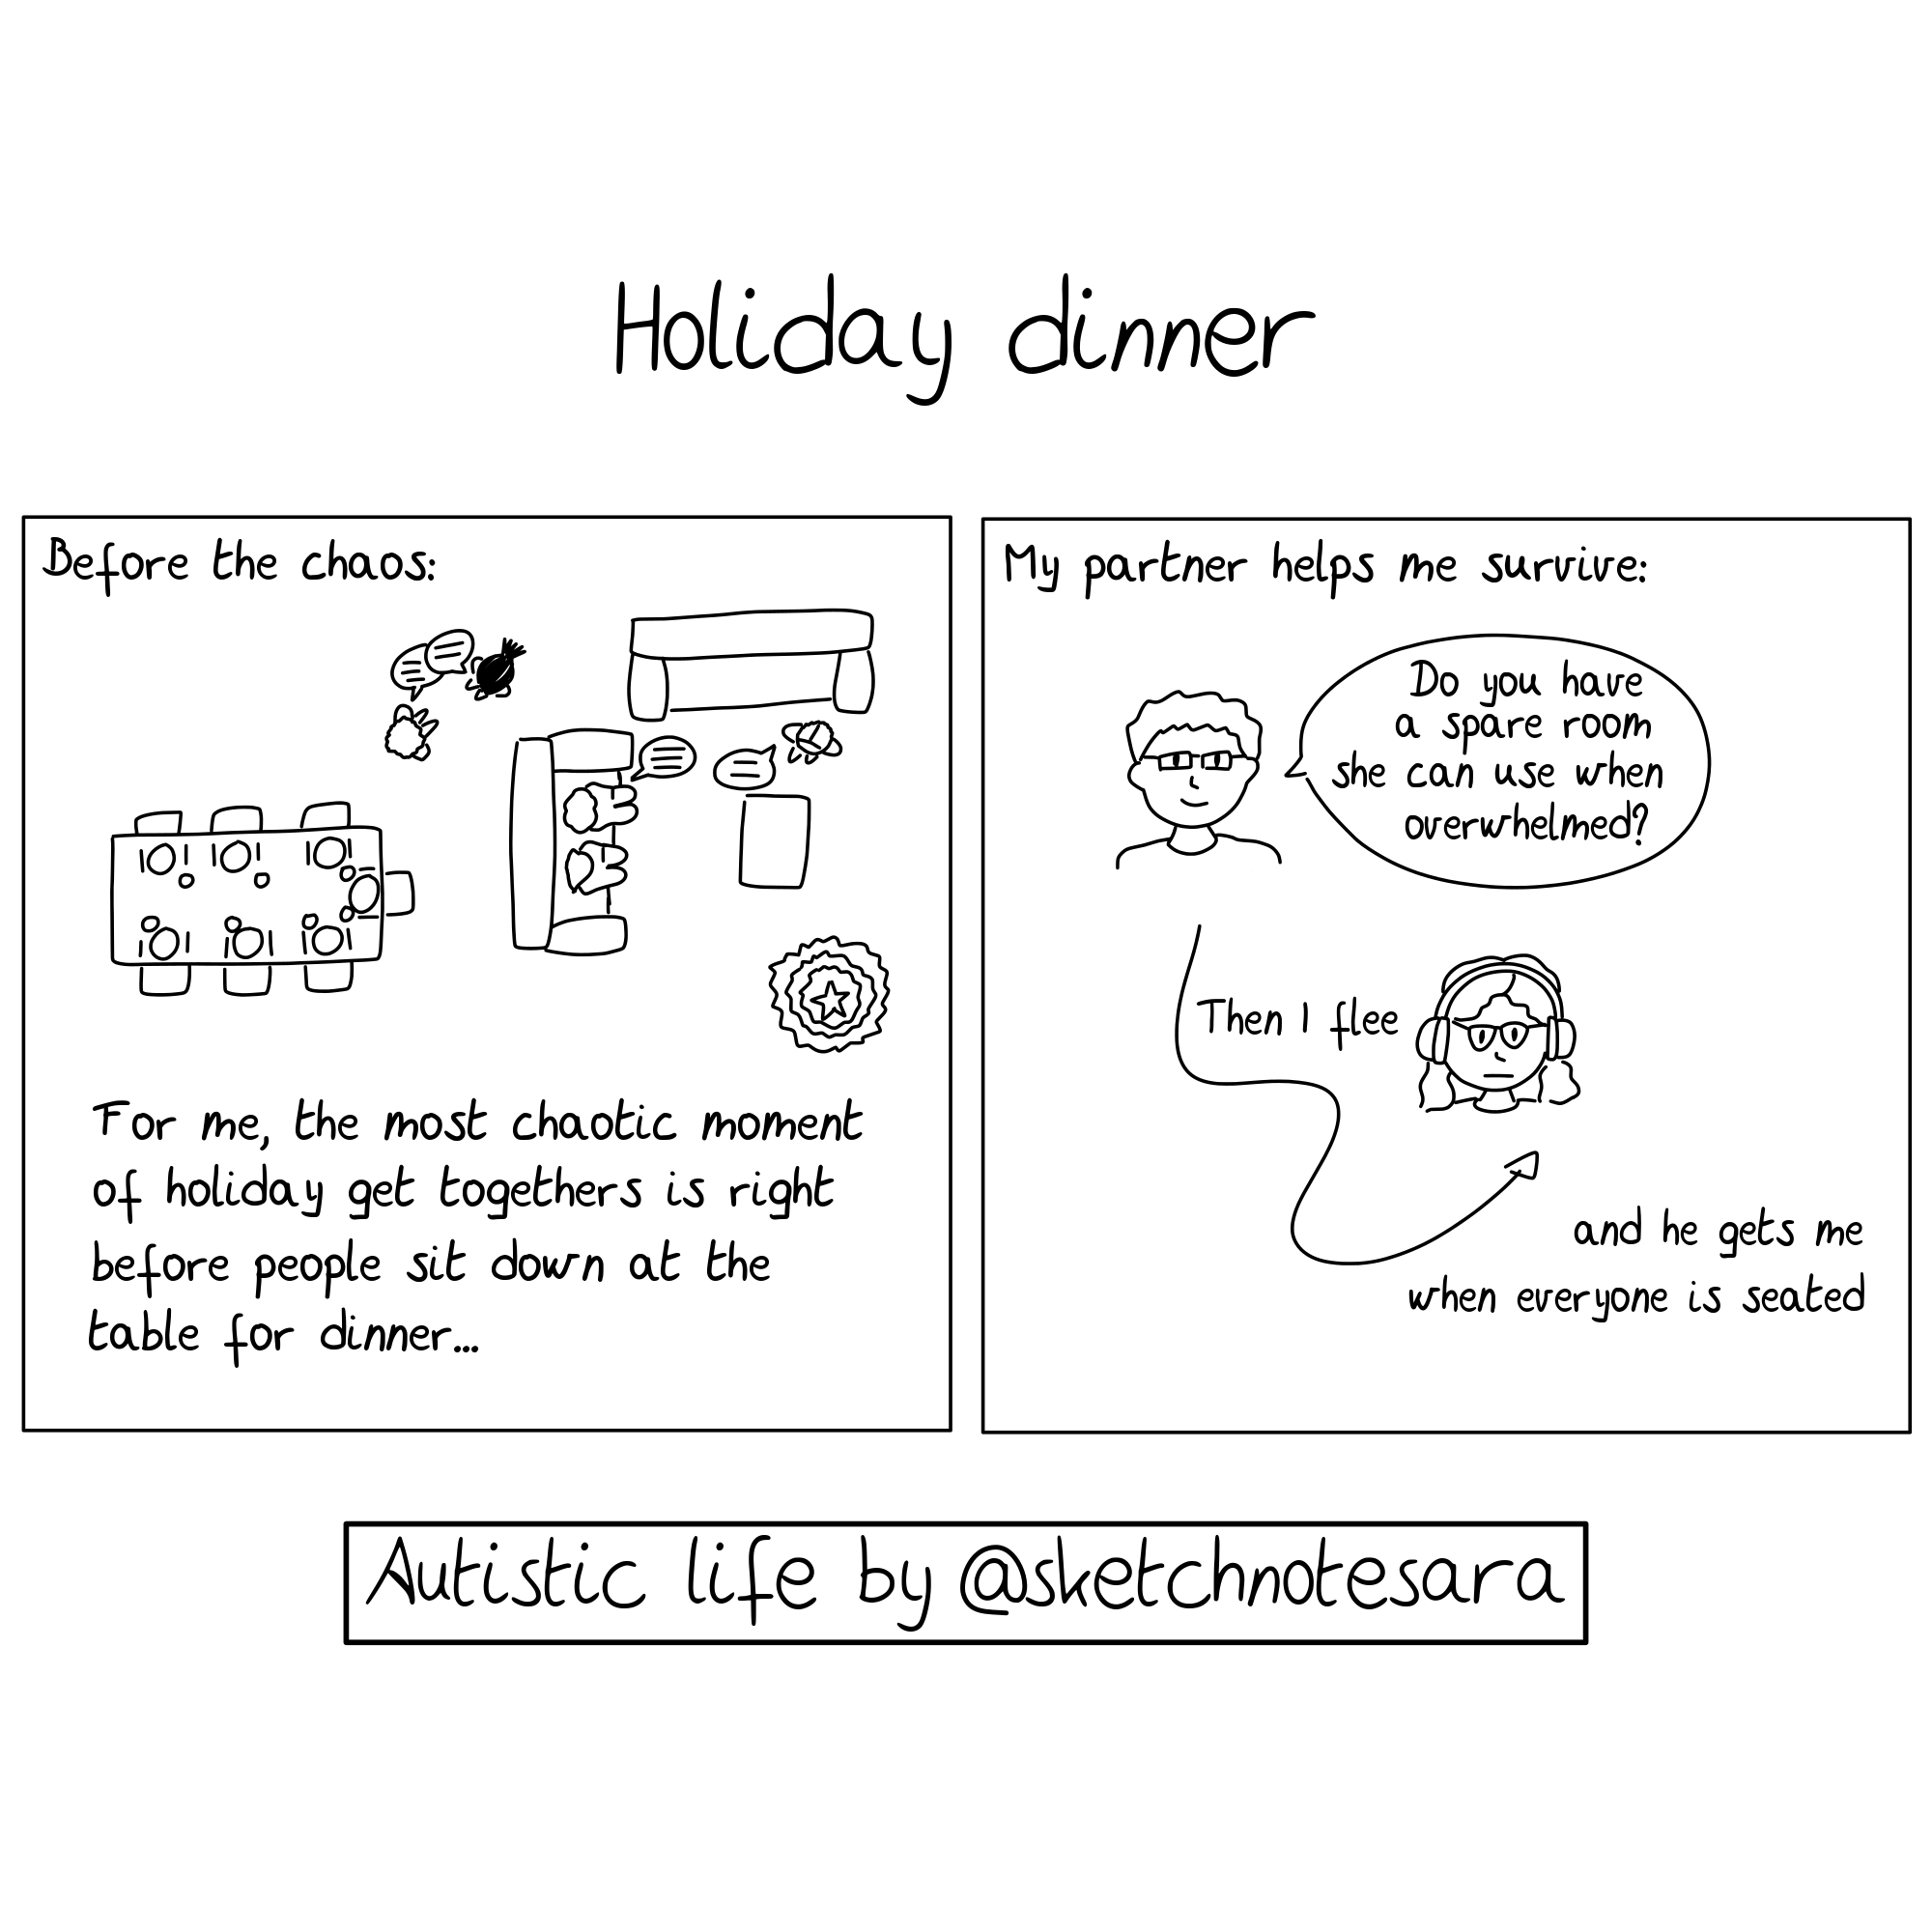 Holiday dinner
Before the chaos:
For me, the most chaotic moment
of holiday get togethers is right
before people sit down at the
table for dinner...
My partner helps me survive:
Do you have
a spare room
she can use when
overwhelmed?
Then I flee
and he gets me
when everyone is seated
Autistic life by @sketchnotesara